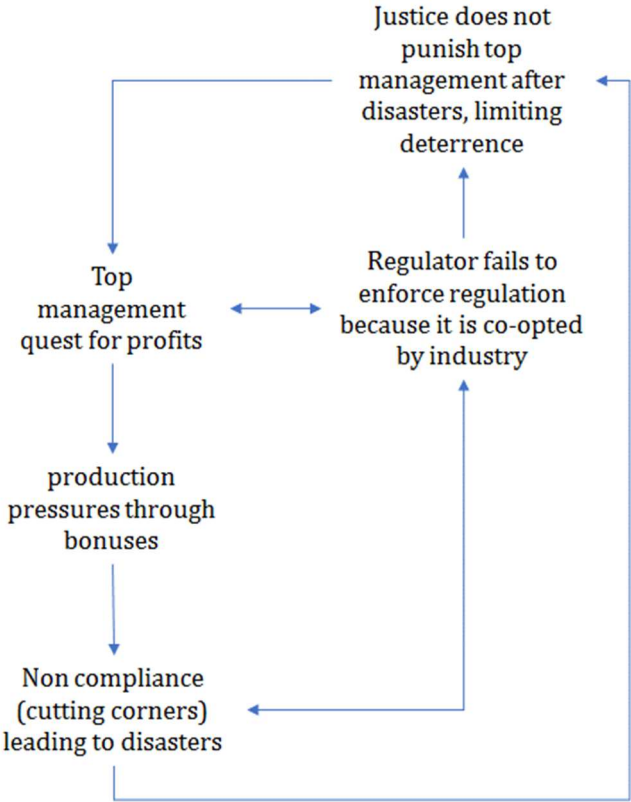 Justice does not
punish top
management after
disasters, limiting
deterrence
Top
management
quest for profits
Regulator fails to
enforce regulation
because it is co-opted
by industry
production
pressures through
bonuses
Non compliance
(cutting corners)
leading to disasters